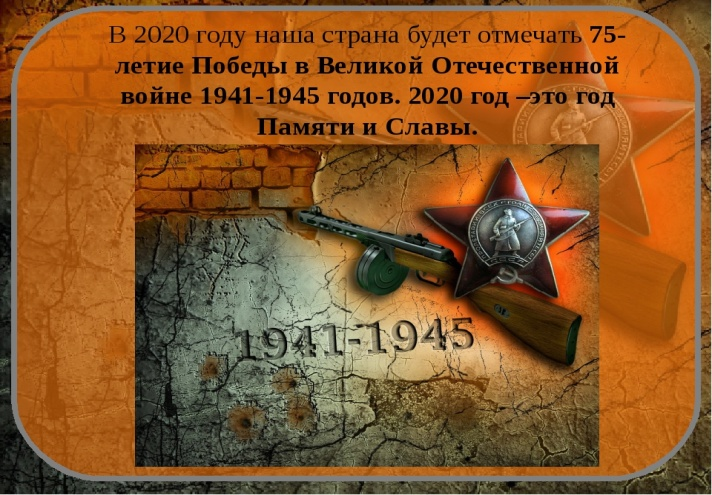 В 2020 году наша страна будет отмечать 75-
летие Победы в Великой Отечественной
войне 1941-1945 годов. 2020 год –это год
Памяти и Славы.
1941-1945